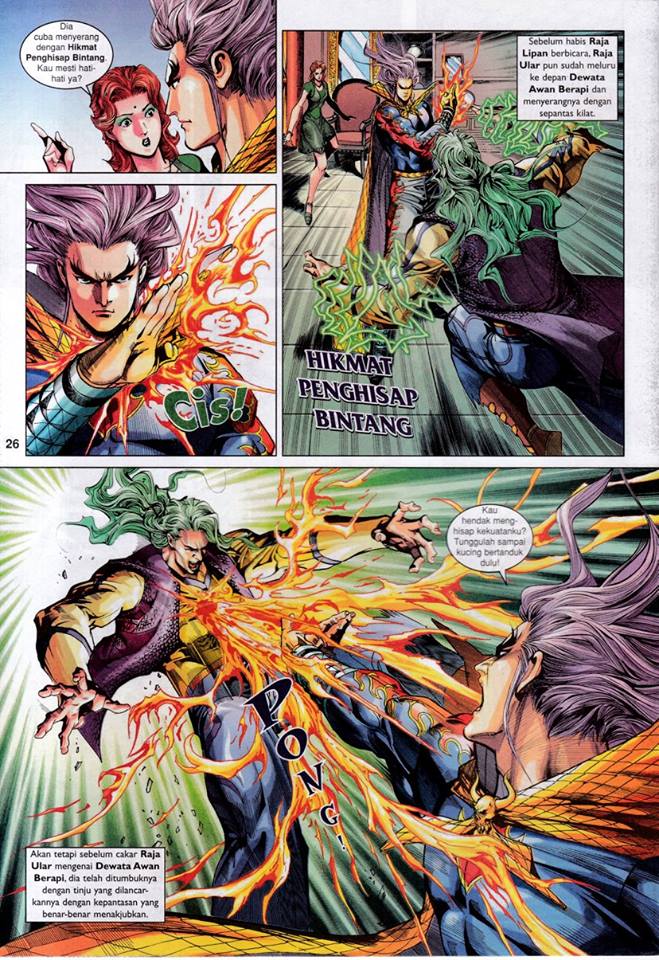 Dia
cuba menyerang
dengan Hikmat
Penghisap Bintang.
Kau mesti hati-
hati ya?
Sebelum habis Raja
Lipan berbicara, Raja
Ular pun sudah meluru
ke depan Dewata
Awan Berapi dan
menyerangnya dengan
sepantas kilat.
HIKMAT
PENGHISAP
BINTANG
Cis!
26
Kau
hendak meng-
hisap kekuatanku?
Tunggulah sampai
kucing bertanduk
dulu!
PONG!
Akan tetapi sebelum cakar Raja
Ular mengenai Dewata Awan
Berapi, dia telah ditumbuknya
dengan tinju yang dilancar-
kannya dengan kepantasan yang
benar-benar menakjubkan.